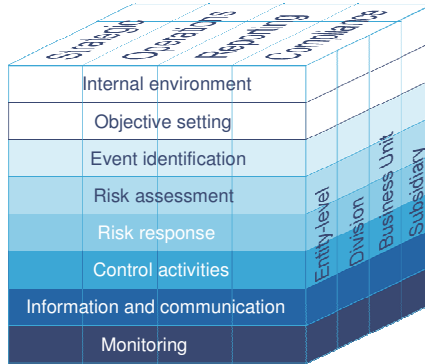 Strategic
Operations
Reporting
Compliance
Internal environment
Objective setting
Event identification
Risk assessment
Risk response
Control activities
Information and communication
Monitoring
Entity-level
Division
Business Unit
Subsidiary